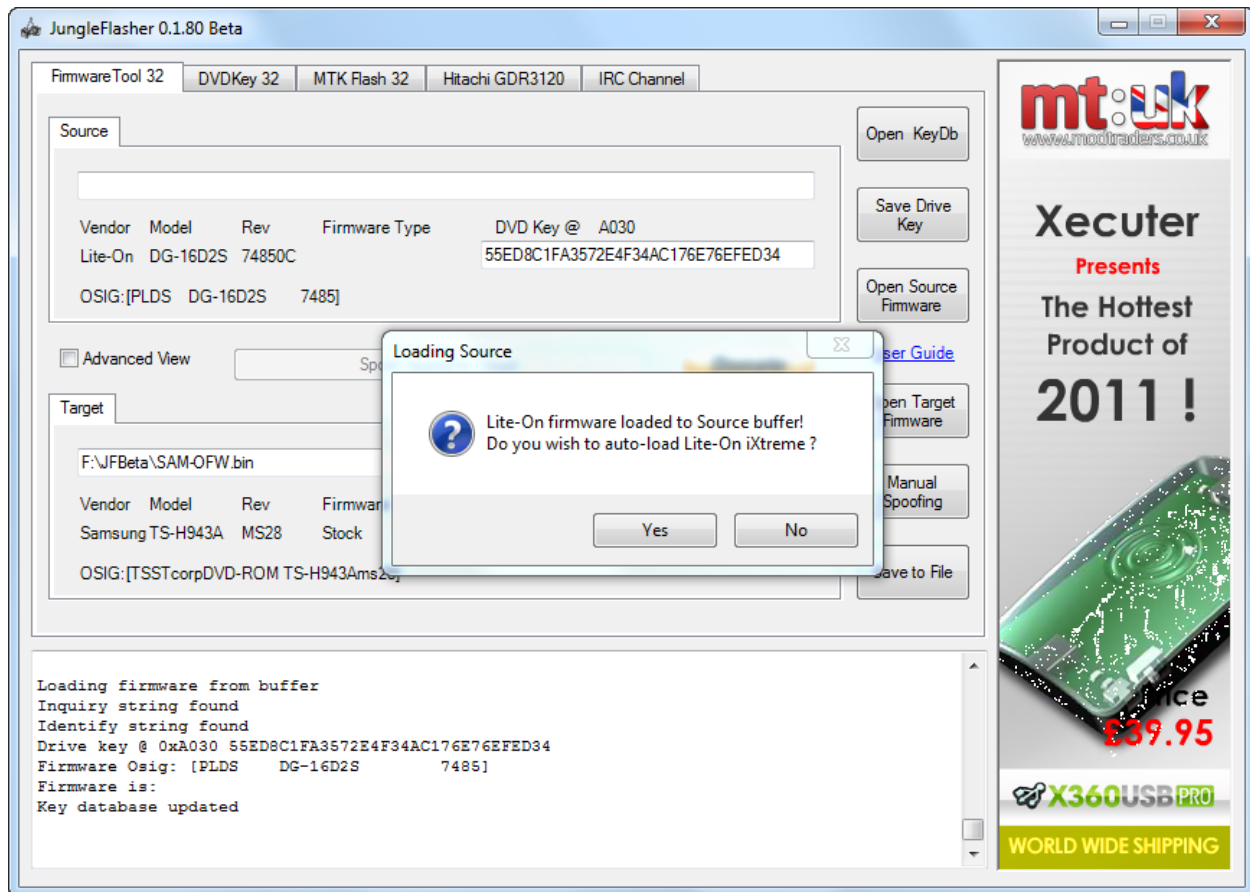 JungleFlasher 0.1.80 Beta
FirmwareTool 32 DVDKey 32 MTK Flash 32 Hitachi GDR3120 IRC Channel
Source
Open KeyDb
Vendor Model Rev Firmware Type DVD Key @ A030
Lite-On DG-16D2S 74850C 55ED8C1FA3572E4F34AC176E76EFED34
OSIG:[PLDS DG-16D2S 7485]
Save Drive
Key
Open Source
Firmware
Advanced View
Loading Source
Lite-On firmware loaded to Source buffer!
Do you wish to auto-load Lite-On iXtreme ?
Yes No
Guide
Target
Target
F:\JFBeta\SAM-OFW.bin
Vendor Model Rev
Samsung TS-H943A MS28 Stock
OSIG:[TSSTcorpDVD-ROM TS-H943Ams
Manual
Spoofing
to File
Loading firmware from buffer
Inquiry string found
Identify string found
Drive key @ 0xA030 55ED8C1FA3572E4F34AC176E76EFED34
Firmware Osig: [PLDS DG-16D2S 7485]
Firmware is:
Key database updated
mt:uk
www.modtraders.co.uk
Xecuter
Presents
The Hottest
Product of
2011 !
£39.95
X360USB PRO
WORLD WIDE SHIPPING